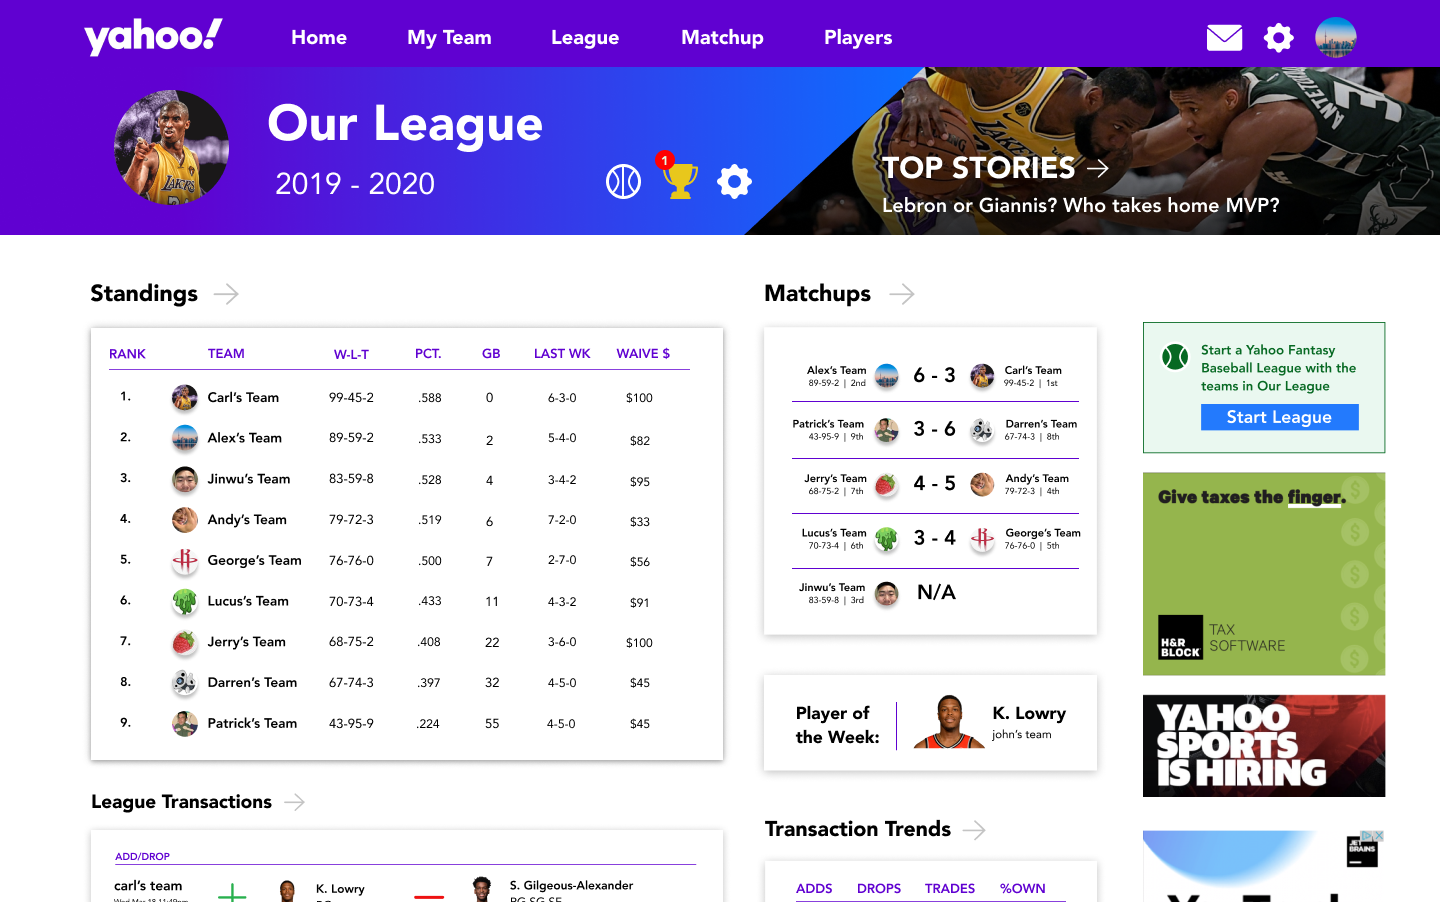 yahoo!
Home My Team League Matchup Players
Our League
2019 - 2020
1
TOP STORIES
Lebron or Giannis? Who takes home MVP?
Standings
RANK TEAM W-L-T PCT. GB LAST WK WAIVE $
1. Carl's Team 99-45-2 .588 0 6-3-0 $100
2. Alex's Team 89-59-2 .533 2 5-4-0 $82
3. Jinwu's Team 83-59-8 .528 4 3-4-2 $95
4. Andy's Team 79-72-3 .519 6 7-2-0 $33
5. George's Team 76-76-0 .500 7 2-7-0 $56
6. Lucus's Team 70-73-4 .433 11 4-3-2 $91
7. Jerry's Team 68-75-2 .408 22 3-6-0 $100
8. Darren's Team 67-74-3 .397 32 4-5-0 $45
9. Patrick's Team 43-95-9 .224 55 4-5-0 $45
League Transactions
ADD/DROP
carl's team
Wed Mar 18 11:49pm
K. Lowry
S. Gilgeous-Alexander
PG,SG,SF
Matchups
Alex's Team 6 - 3 Carl's Team
89-59-2 | 2nd 99-45-2 | 1st
Patrick's Team 3 - 6 Darren's Team
43-95-9 | 9th 67-74-3 | 8th
Jerry's Team 4 - 5 Andy's Team
68-75-2 | 7th 79-72-3 | 4th
Lucus's Team 3 - 4 George's Team
70-73-4 | 6th 76-76-0 | 5th
Jinwu's Team N/A
83-59-8 | 3rd
Player of
the Week:
K. Lowry
john's team
Transaction Trends
ADDS DROPS TRADES %OWN
Start a Yahoo Fantasy
Baseball League with the
teams in Our League
Start League
Give taxes the finger.
H&R
BLOCK
TAX
SOFTWARE
YAHOO
SPORTS
IS HIRING
JET
BRAINS